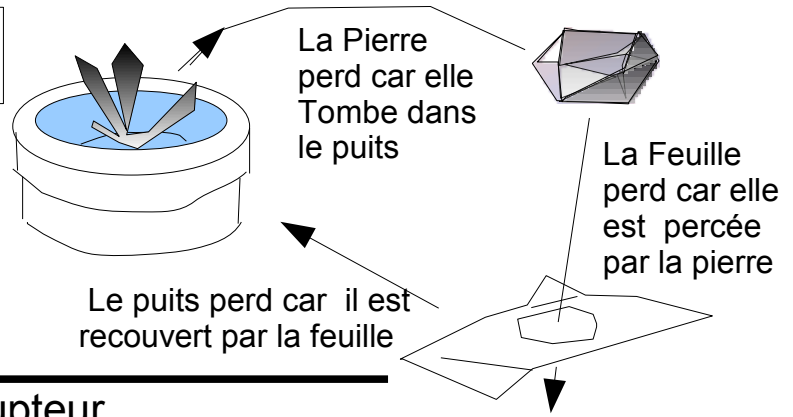 La Pierre
perd car elle
Tombe dans
le puits
La Feuille
perd car elle
est percée
par la pierre
Le puits perd car il est
recouvert par la feuille
upteur